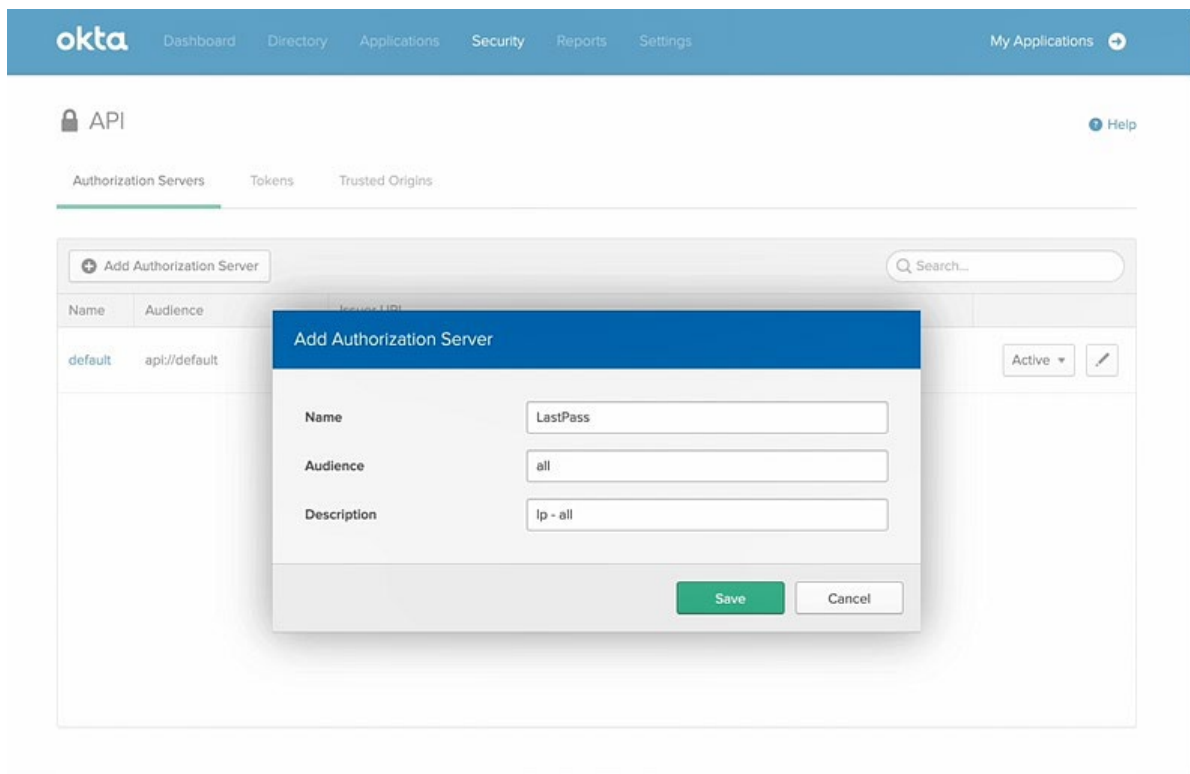 okta Dashboard Directory Applications Security Reports Settings My Applications
API
Help
Authorization Servers Tokens Trusted Origins
Add Authorization Server Search...
Name Audience Issuer URI
Add Authorization Server
default api://default Active
Name LastPass
Audience all
Description lp - all
Save Cancel